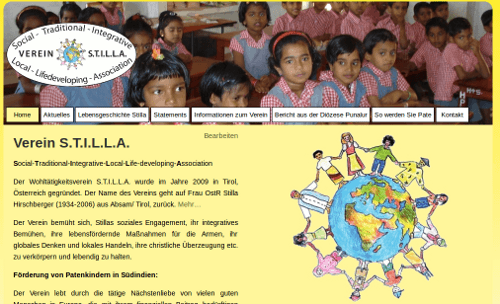 Social - Traditional - Integrative
VEREIN S.T.I.L.L.A.
Local - Lifedeveloping - Association
Home Aktuelles Lebensgeschichte Stilla Statements Informationen zum Verein Bericht aus der Diözese Punalur So werden Sie Pate Kontakt
Bearbeiten
Verein S.T.I.L.L.A.
Social-Traditional-Integrative-Local-Life-developing-Association
Der Wohltätigkeitsverein S.T.I.L.L.A. wurde im Jahre 2009 in Tirol,
Österreich gegründet. Der Name des Vereins geht auf Frau OstR Stilla
Hirschberger (1934-2006) aus Absam/ Tirol, zurück. Mehr...
Der Verein bemüht sich, Stillas soziales Engagement, ihr integratives
Bemühen, ihre lebensfördernde Maßnahmen für die Armen, ihr
globales Denken und lokales Handeln, ihre christliche Überzeugung etc.
zu verkörpern und lebendig zu halten.
Förderung von Patenkindern in Südindien:
Der Verein lebt durch die tätige Nächstenliebe von vielen guten